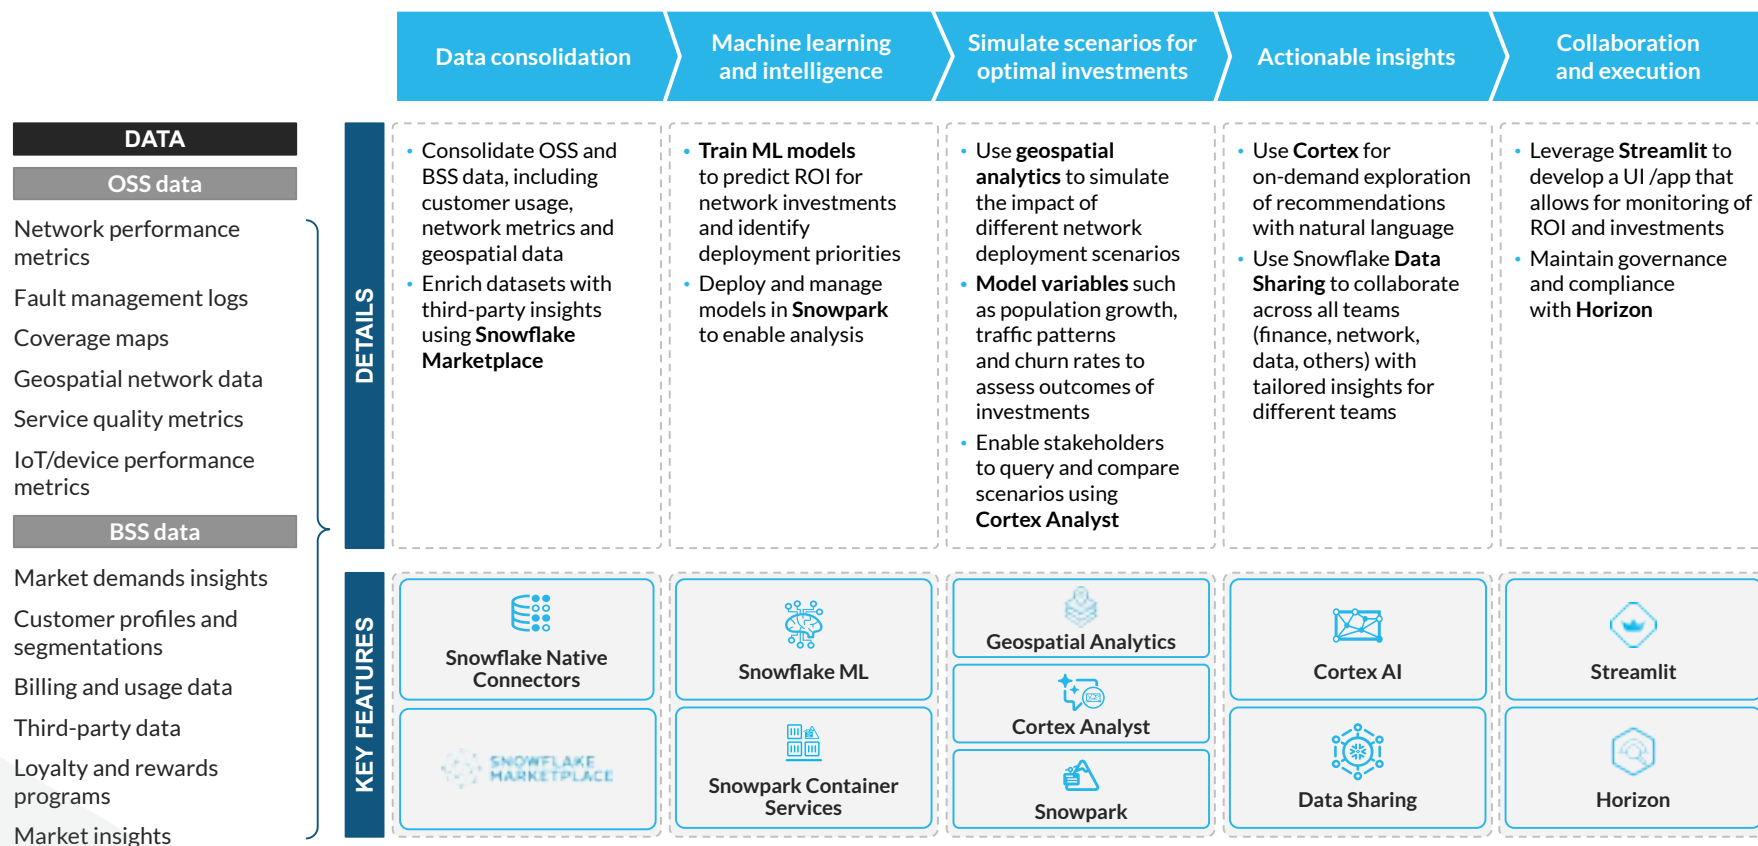 Data consolidation
Machine learning
and intelligence
Simulate scenarios for
optimal investments
Actionable insights
Collaboration
and execution
DATA
OSS data
Network performance
metrics
Fault management logs
Coverage maps
Geospatial network data
Service quality metrics
IoT/device performance
metrics
BSS data
Market demands insights
Customer profiles and
segmentations
Billing and usage data
Third-party data
Loyalty and rewards
programs
Market insights
DETAILS
• Consolidate OSS and
BSS data, including
customer usage,
network metrics and
geospatial data
• Enrich datasets with
third-party insights
using Snowflake
Marketplace
• Train ML models
to predict ROI for
network investments
and identify
deployment priorities
• Deploy and manage
models in Snowpark
to enable analysis
• Use geospatial
analytics to simulate
the impact of
different network
deployment scenarios
• Model variables such
as population growth,
traffic patterns
and churn rates to
assess outcomes of
investments
• Enable stakeholders
to query and compare
scenarios using
Cortex Analyst
• Use Cortex for
on-demand exploration
of recommendations
with natural language
• Use Snowflake Data
Sharing to collaborate
across all teams
(finance, network,
data, others) with
tailored insights for
different teams
• Leverage Streamlit to
develop a UI /app that
allows for monitoring of
ROI and investments
• Maintain governance
and compliance
with Horizon
KEY FEATURES
Snowflake Native
Connectors
SNOWFLAKE
MARKETPLACE
Snowflake ML
Snowpark Container
Services
Geospatial Analytics
Cortex Analyst
Snowpark
Cortex AI
Data Sharing
Streamlit
Horizon